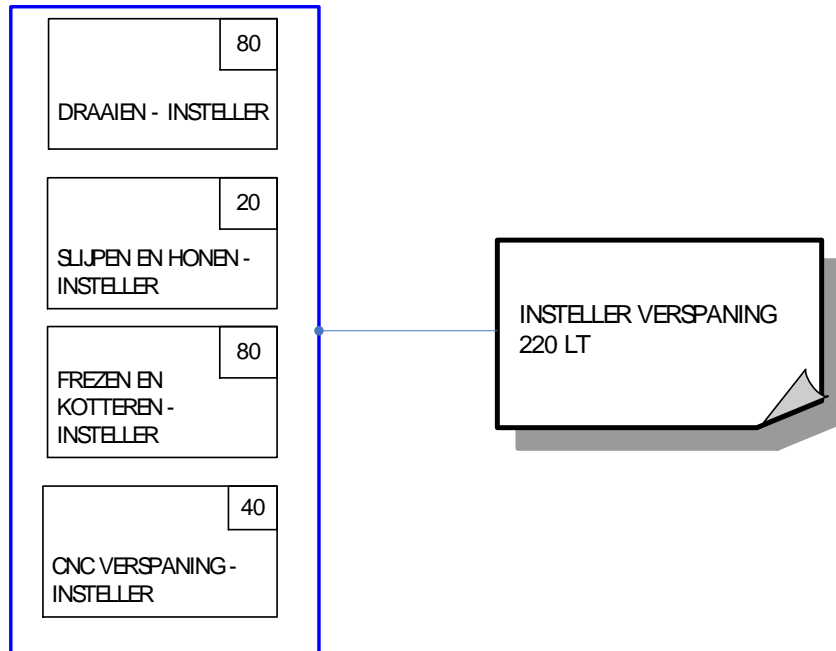 80
DRAAIEN - INSTELLER
20
SLIJPEN EN HONEN -
INSTELLER
80
FREZEN EN
KOTTEREN -
INSTELLER
40
CNC VERSPANING -
INSTELLER
INSTELLER VERSPANING
220 LT